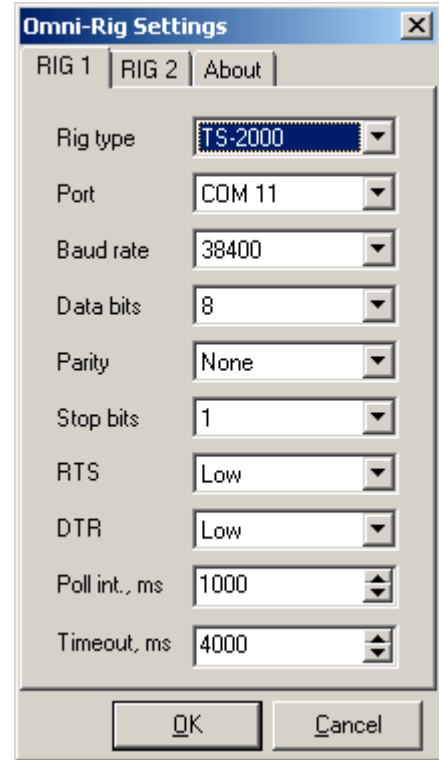 Omni-Rig Settings
RIG 1 RIG 2 About
Rig type TS-2000
Port COM 11
Baud rate 38400
Data bits 8
Parity None
Stop bits 1
RTS Low
DTR Low
Poll int., ms 1000
Timeout, ms 4000
OK Cancel